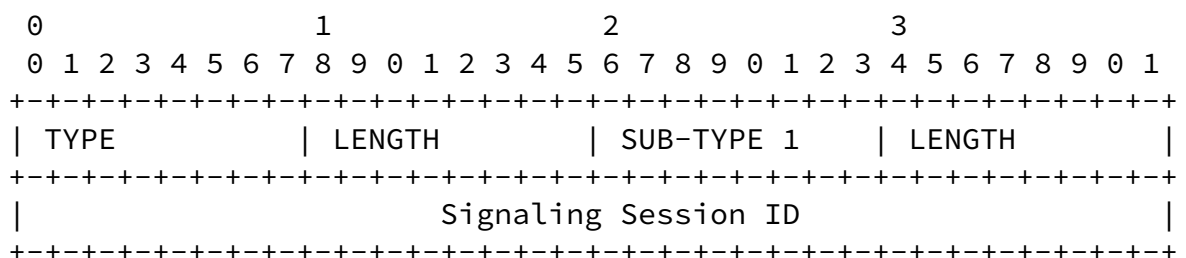 0                   1                   2                   3
0 1 2 3 4 5 6 7 8 9 0 1 2 3 4 5 6 7 8 9 0 1 2 3 4 5 6 7 8 9 0 1
+-+-+-+-+-+-+-+-+-+-+-+-+-+-+-+-+-+-+-+-+-+-+-+-+-+-+-+-+-+-+-+-+
| TYPE          | LENGTH        | SUB-TYPE 1    | LENGTH        |
+-+-+-+-+-+-+-+-+-+-+-+-+-+-+-+-+-+-+-+-+-+-+-+-+-+-+-+-+-+-+-+-+
|                       Signaling Session ID                    |
+-+-+-+-+-+-+-+-+-+-+-+-+-+-+-+-+-+-+-+-+-+-+-+-+-+-+-+-+-+-+-+-+